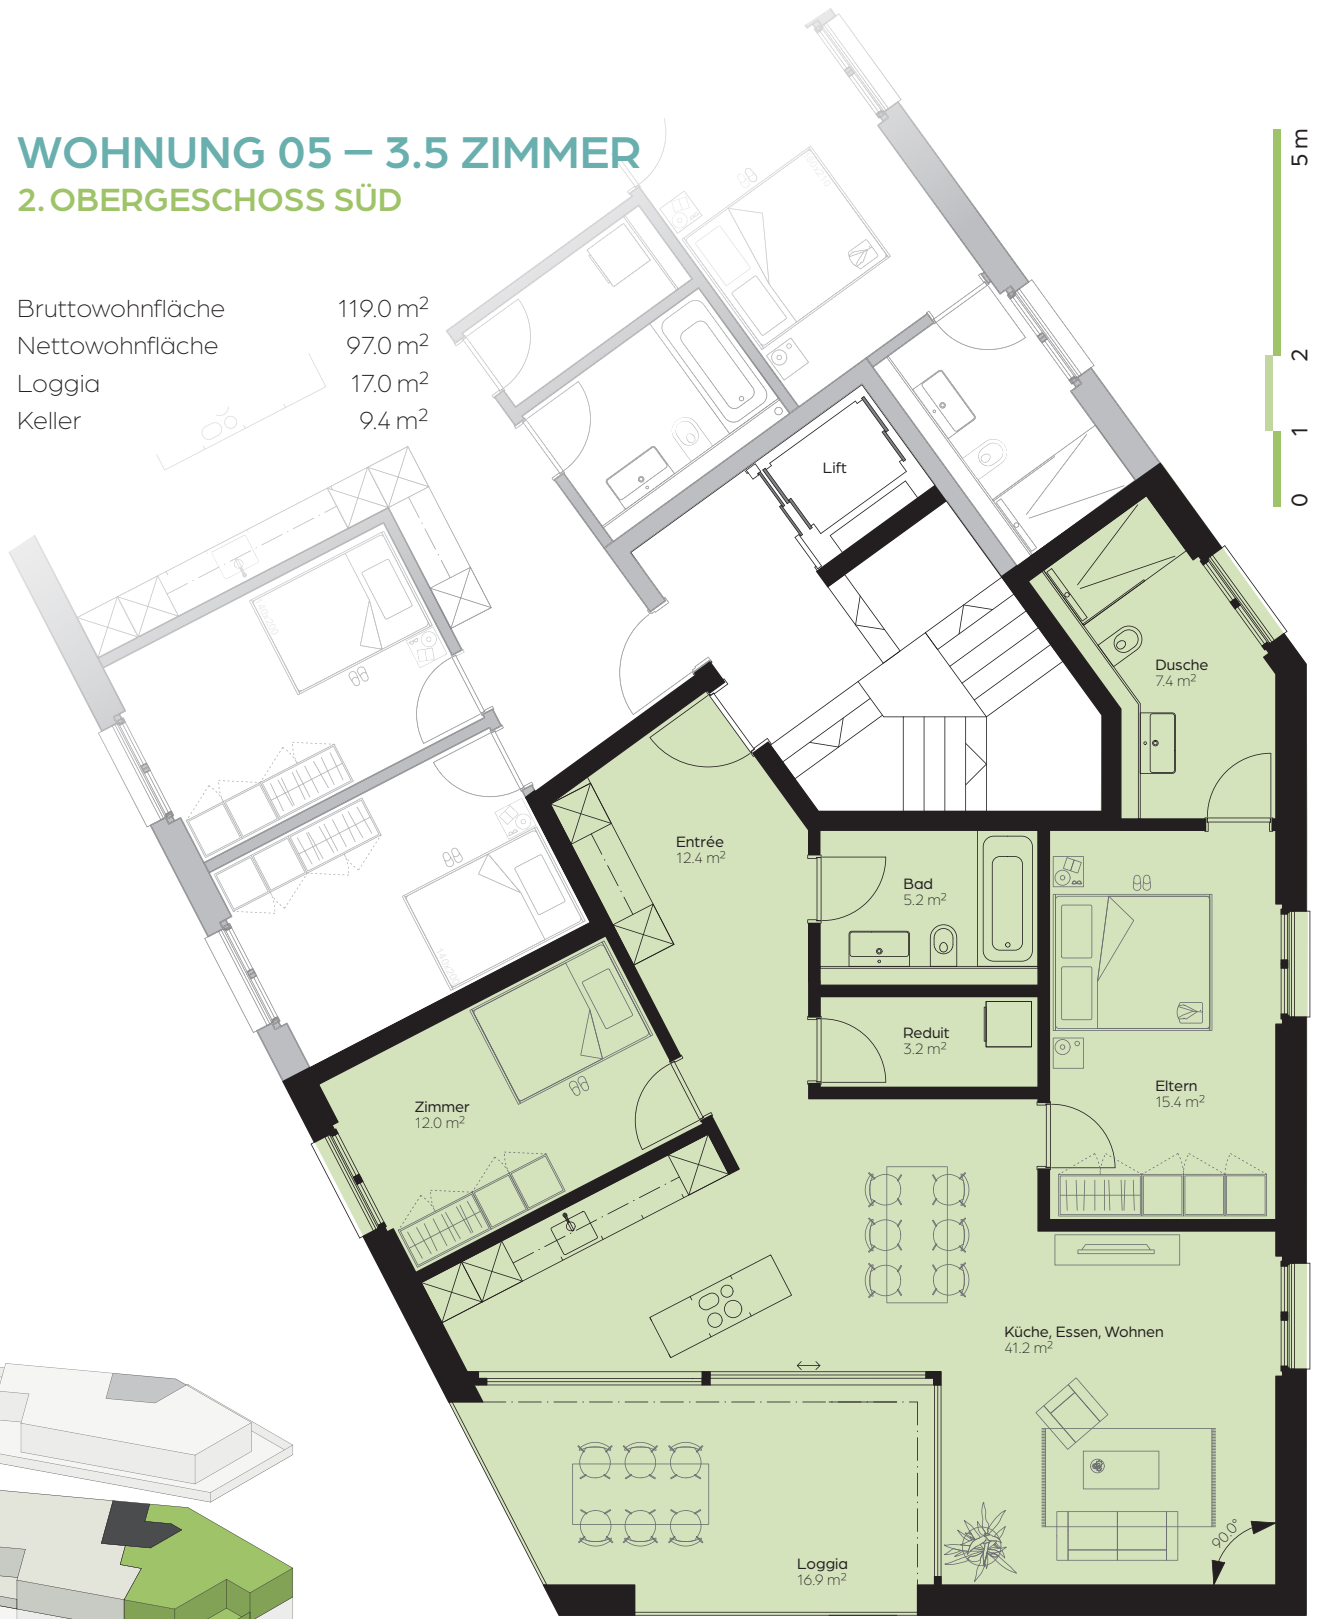 WOHNUNG 05 – 3.5 ZIMMER
2. OBERGESCHOSS SÜD
Bruttowohnfläche 119.0 m²
Nettowohnfläche 97.0 m²
Loggia 17.0 m²
Keller 9.4 m²
5 m
2
1
0
Lift
Dusche
7.4 m²
Entrée
12.4 m²
Bad
5.2 m²
Reduit
3.2 m²
Eltern
15.4 m²
Zimmer
12.0 m²
Küche, Essen, Wohnen
41.2 m²
Loggia
16.9 m²
90.0°